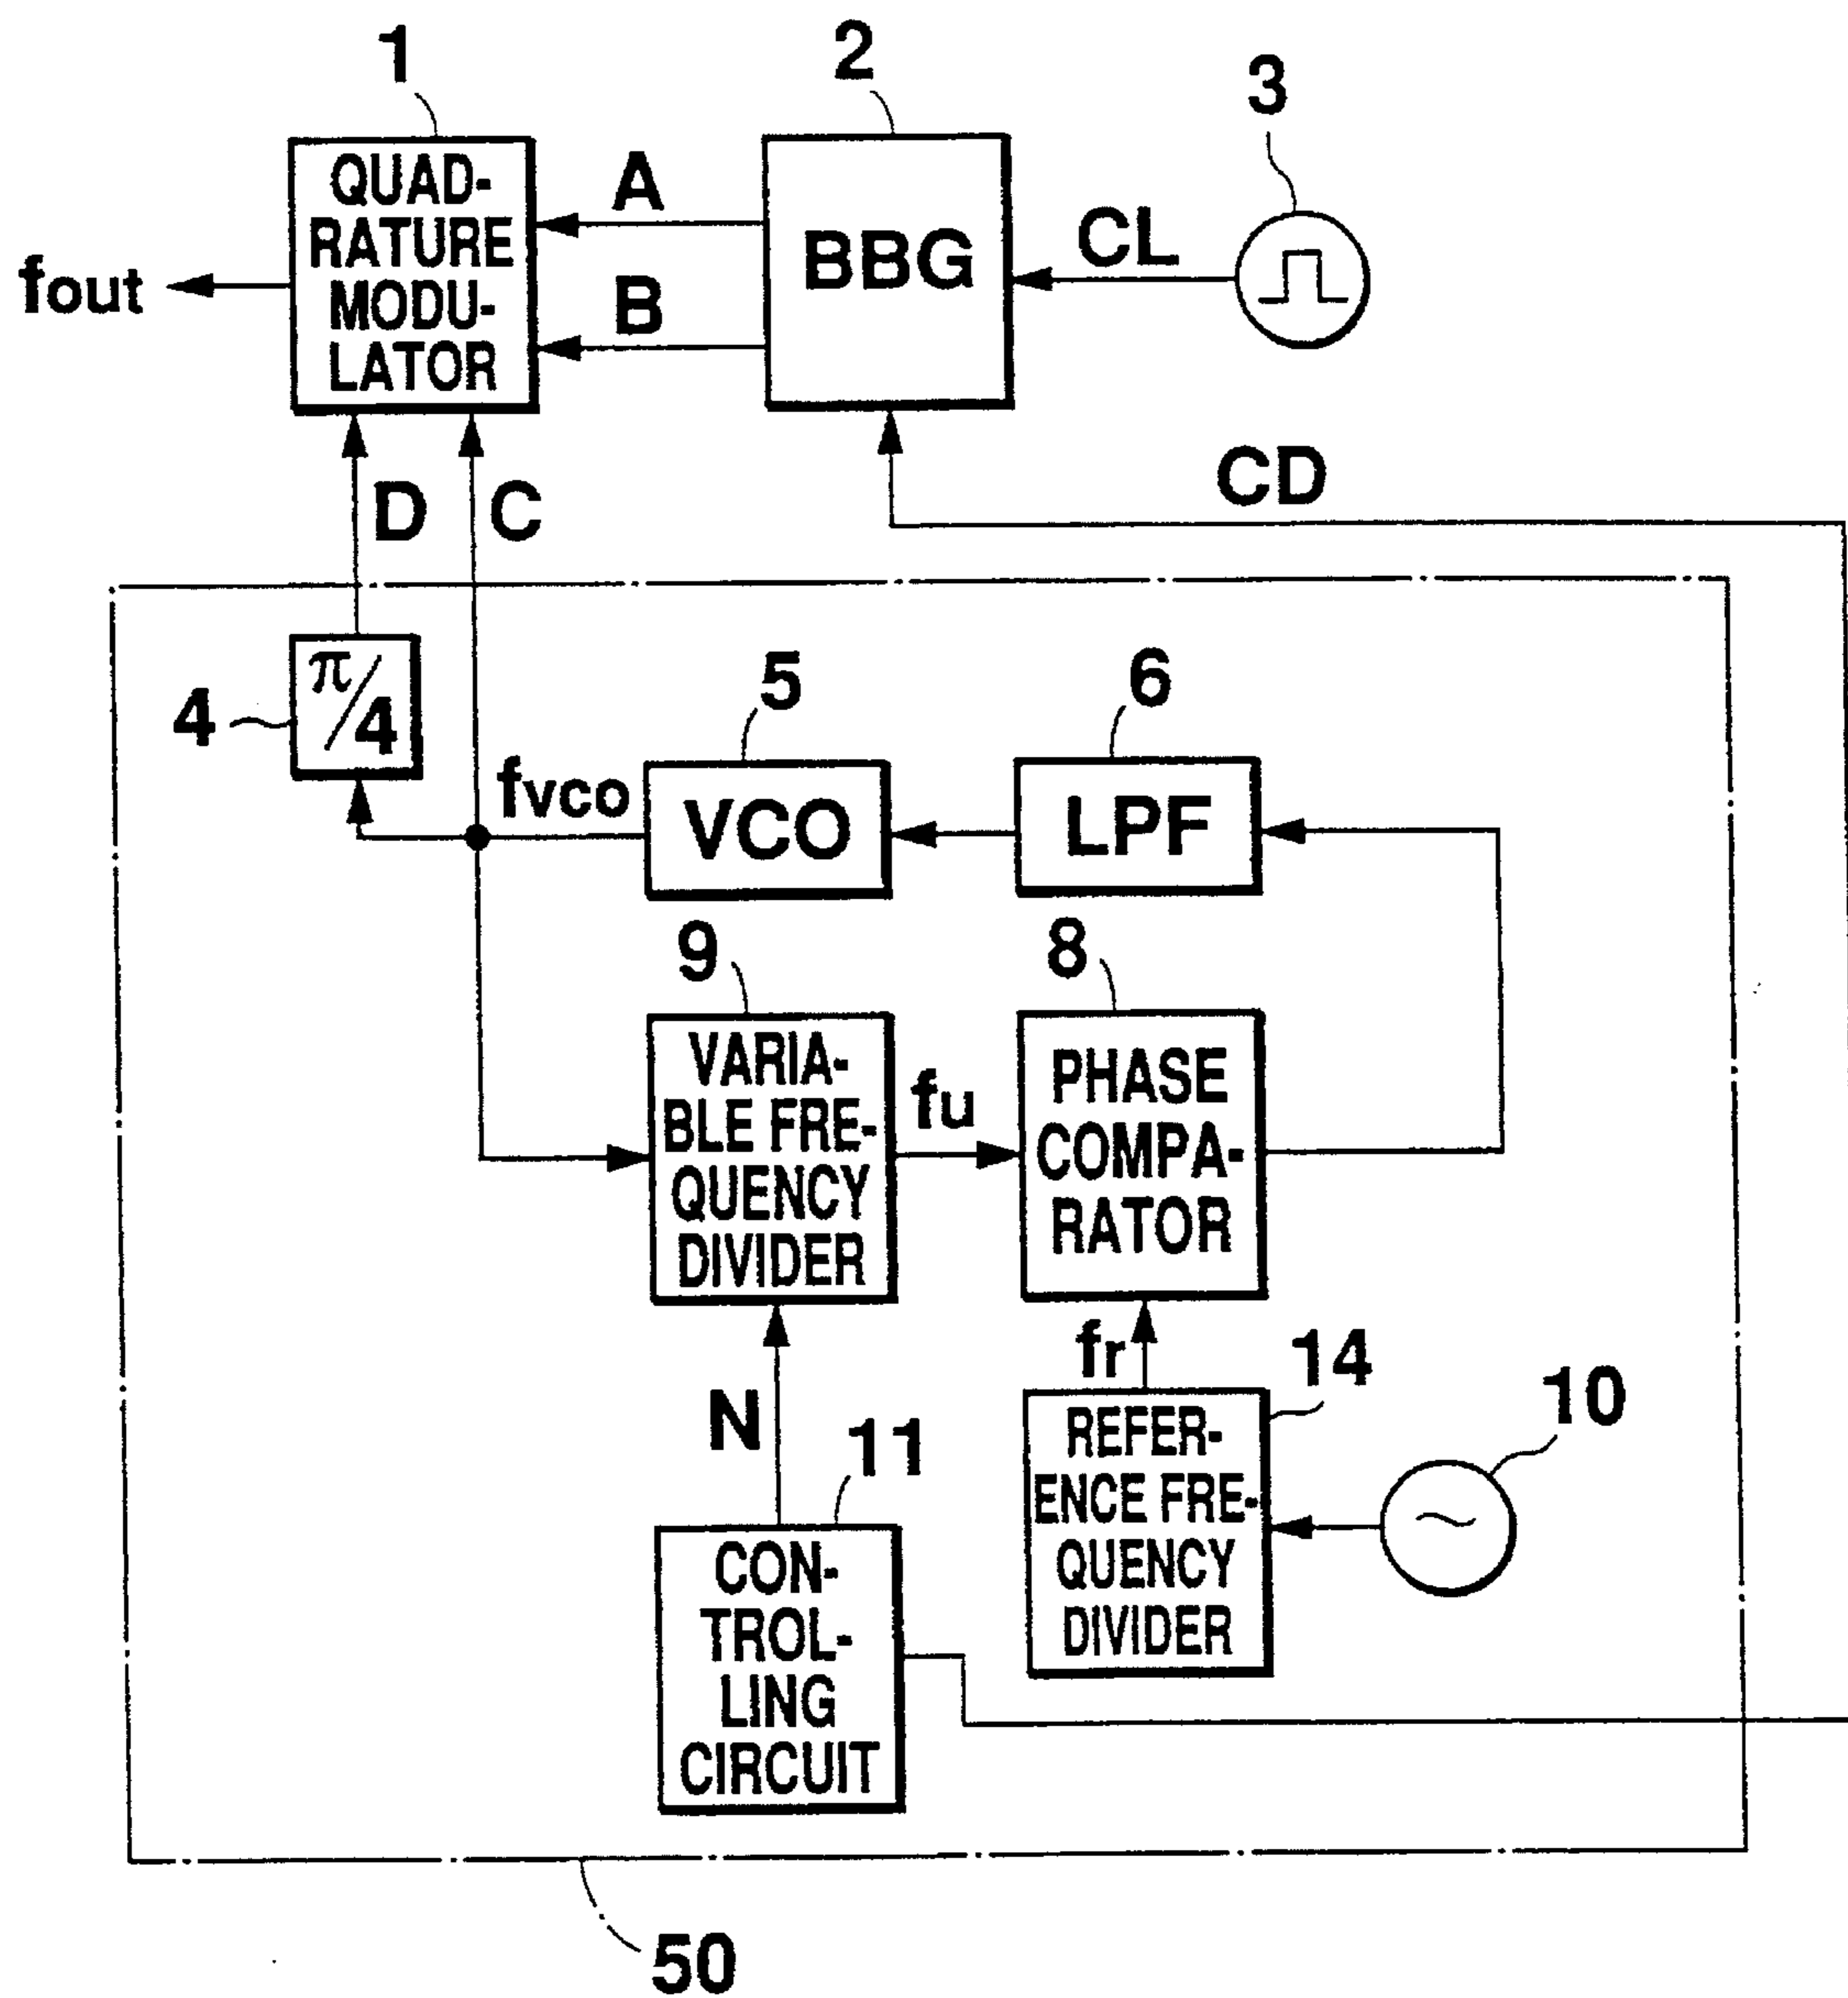 1
2
3
QUAD-
RATURE
MODU-
LATOR
A
B
BBG
CL
fout
CD
D
C
π/4
4
5
6
fvco
VCO
LPF
9
8
VARIA-
BLE FRE-
QUENCY
DIVIDER
fu
PHASE
COMPA-
RATOR
fr
14
10
N
11
REFER-
ENCE FRE-
QUENCY
DIVIDER
CON-
TROL-
LING
CIRCUIT
50